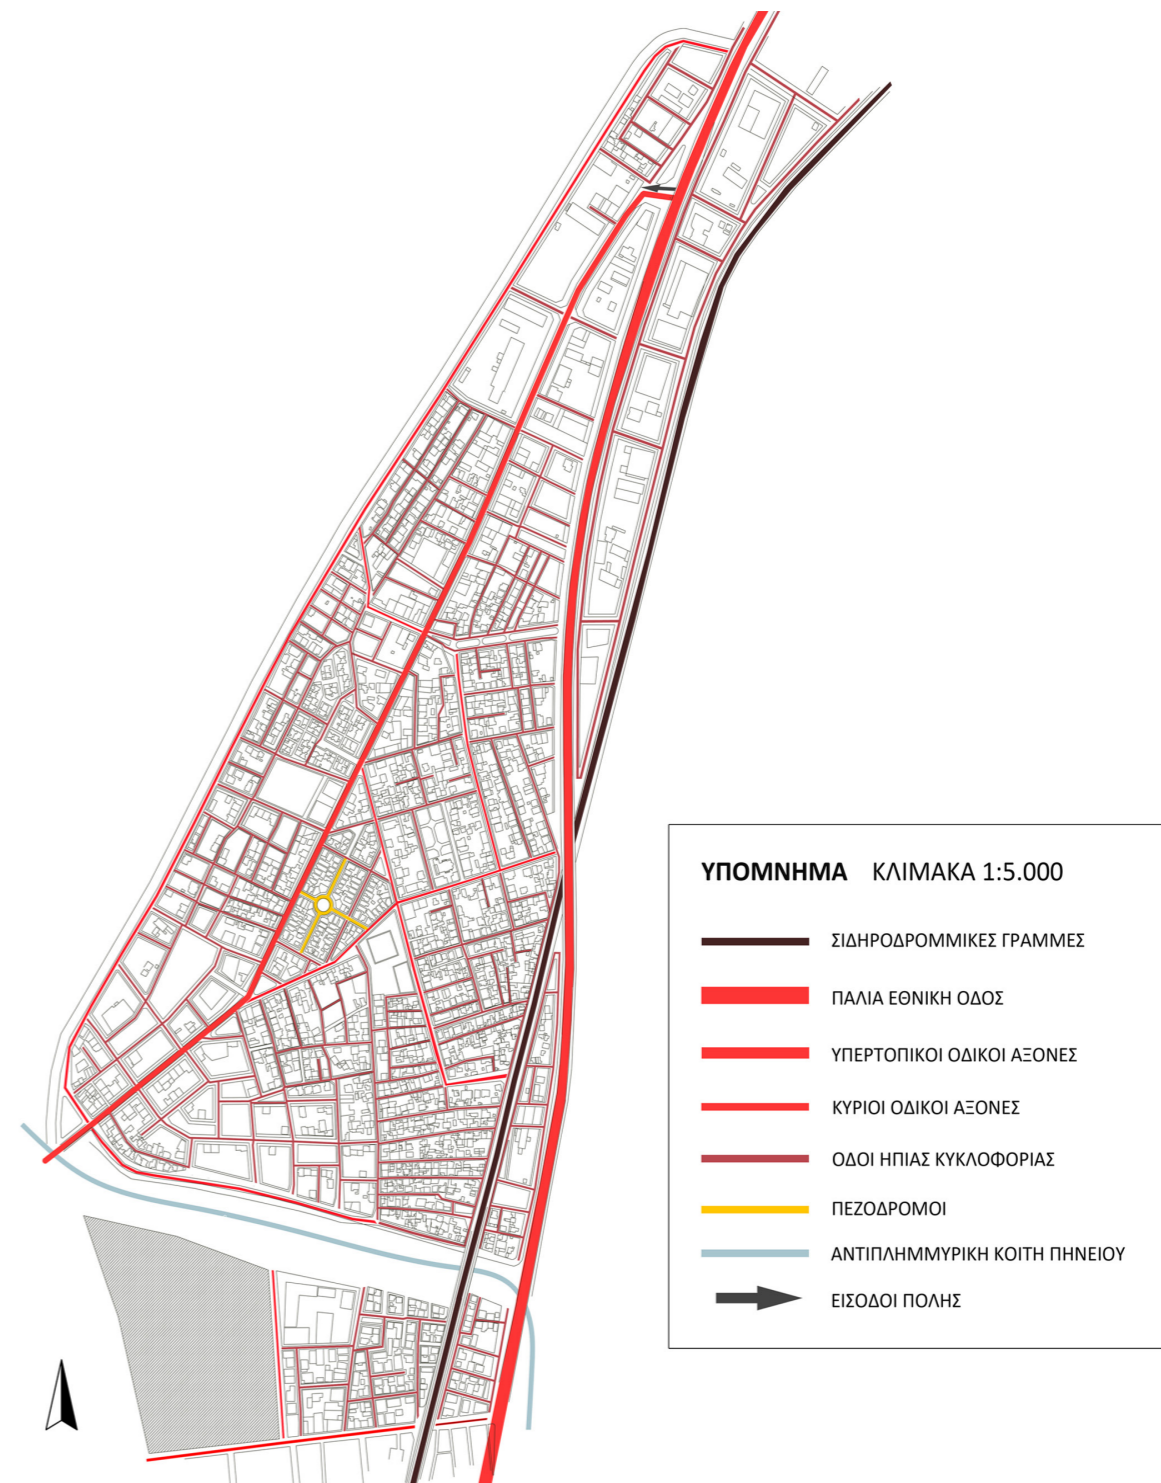 ΥΠΟΜΝΗΜΑ ΚΛΙΜΑΚΑ 1:5.000
ΣΙΔΗΡΟΔΡΟΜΜΙΚΕΣ ΓΡΑΜΜΕΣ
ΠΑΛΙΑ ΕΘΝΙΚΗ ΟΔΟΣ
ΥΠΕΡΤΟΠΙΚΟΙ ΟΔΙΚΟΙ ΑΞΟΝΕΣ
ΚΥΡΙΟΙ ΟΔΙΚΟΙ ΑΞΟΝΕΣ
ΟΔΟΙ ΗΠΙΑΣ ΚΥΚΛΟΦΟΡΙΑΣ
ΠΕΖΟΔΡΟΜΟΙ
ΑΝΤΙΠΛΗΜΜΥΡΙΚΗ ΚΟΙΤΗ ΠΗΝΕΙΟΥ
ΕΙΣΟΔΟΙ ΠΟΛΗΣ